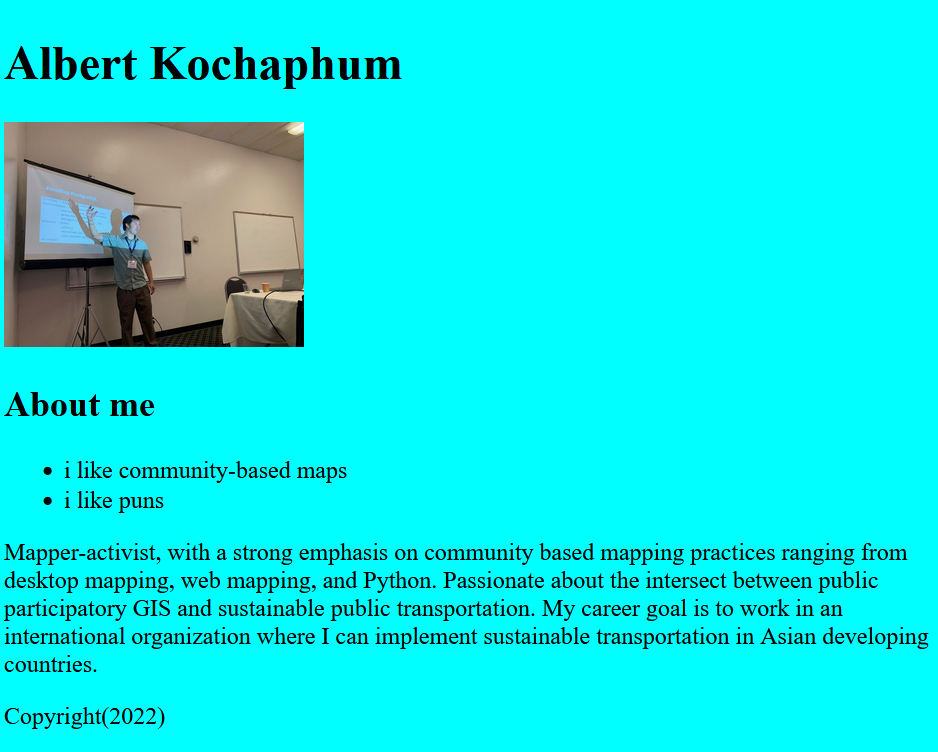 Albert Kochaphum
About me
i like community-based maps
i like puns
Mapper-activist, with a strong emphasis on community based mapping practices ranging from
desktop mapping, web mapping, and Python. Passionate about the intersect between public
participatory GIS and sustainable public transportation. My career goal is to work in an
international organization where I can implement sustainable transportation in Asian developing
countries.
Copyright(2022)